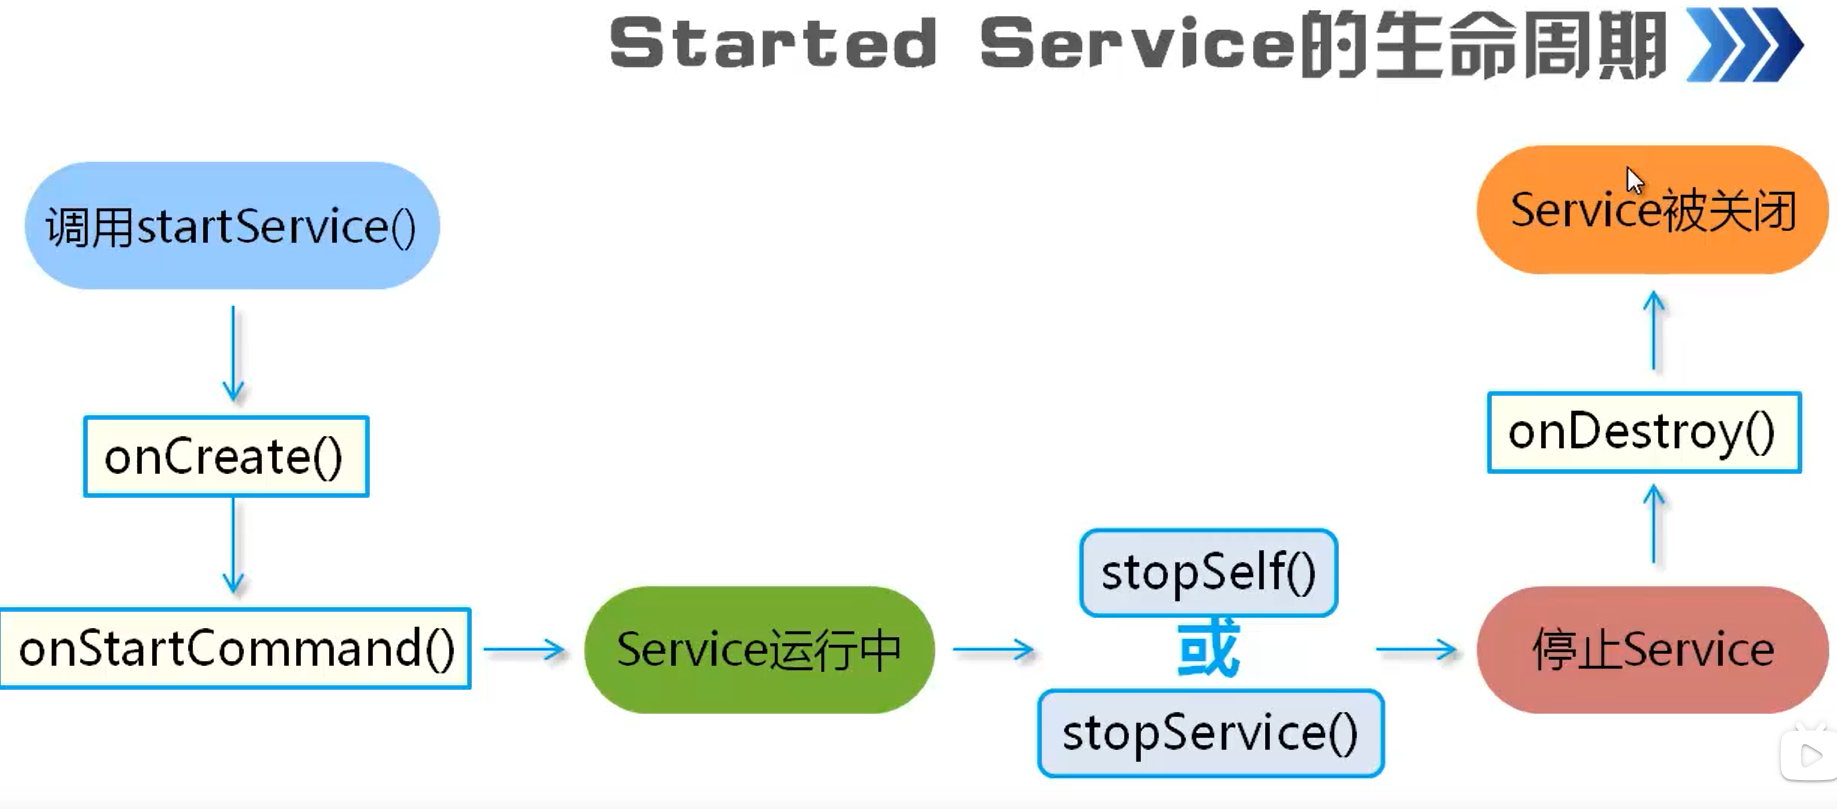 Started Service的生命周期
调用startService()
onCreate()
onStartCommand()
Service运行中
stopSelf()
或
stopService()
停止Service
onDestroy()
Service被关闭